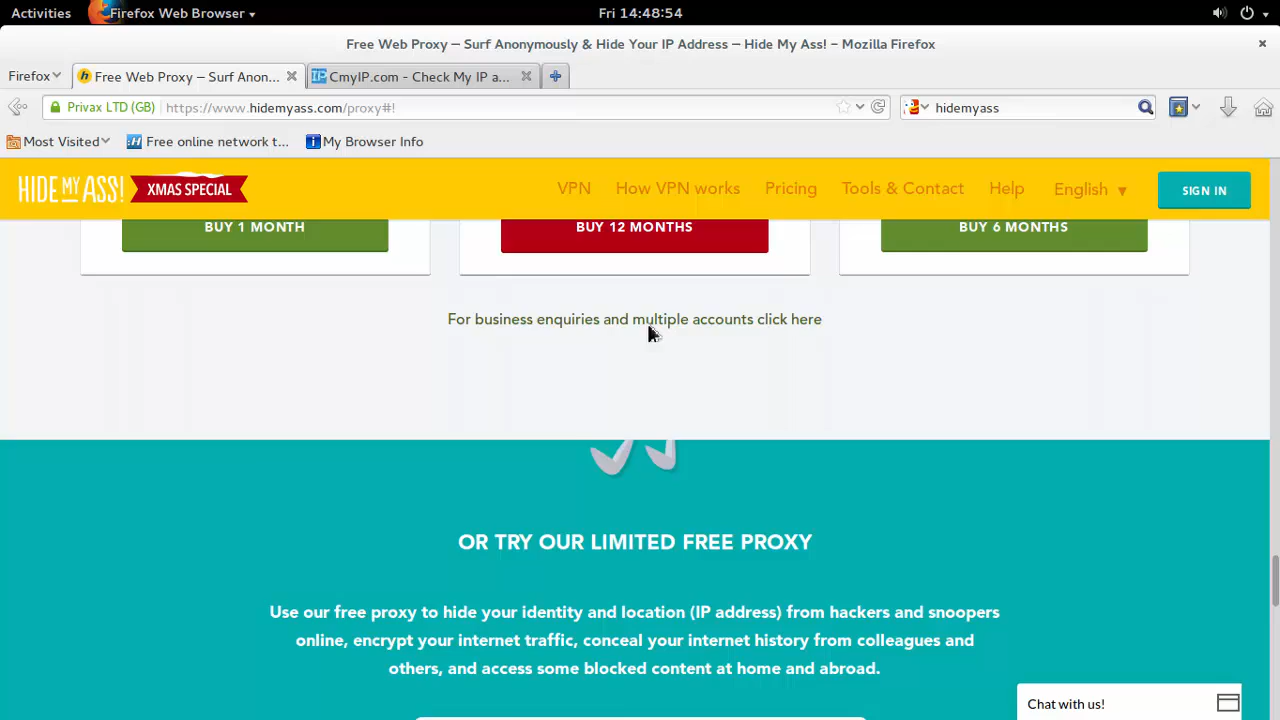 Activities Firefox Web Browser Fri 14:48:54
Free Web Proxy — Surf Anonymously & Hide Your IP Address — Hide My Ass! – Mozilla Firefox
Firefox Free Web Proxy — Surf Anon... CmyIP.com - Check My IP a...
Privax LTD (GB) https://www.hidemyass.com/proxy#! hidemyass
Most Visited Free online network t... My Browser Info
HIDE MY ASS! XMAS SPECIAL VPN How VPN works Pricing Tools & Contact Help English SIGN IN
BUY 1 MONTH BUY 12 MONTHS BUY 6 MONTHS
For business enquiries and multiple accounts click here
OR TRY OUR LIMITED FREE PROXY
Use our free proxy to hide your identity and location (IP address) from hackers and snoopers
online, encrypt your internet traffic, conceal your internet history from colleagues and
others, and access some blocked content at home and abroad.
Chat with us!